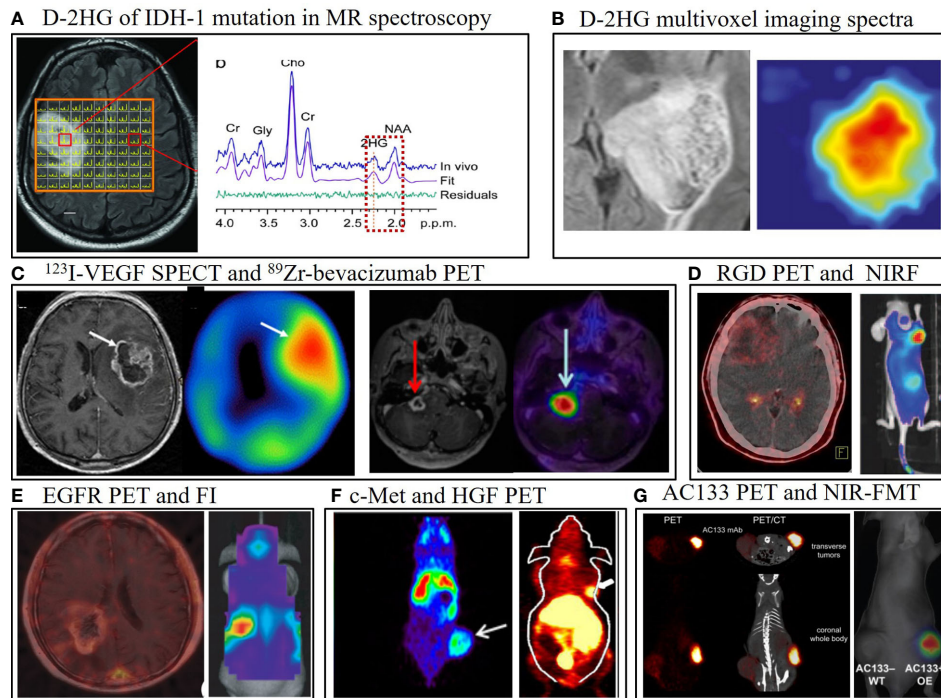 A D-2HG of IDH-1 mutation in MR spectroscopy
Cho
Cr
Gly
Cr
2HG
NAA
In vivo
Fit
Residuals
4.0 3.5 3.0 2.5 2.0 p.p.m.
B D-2HG multivoxel imaging spectra
C ¹²³I-VEGF SPECT and ⁸⁹Zr-bevacizumab PET
D RGD PET and NIRF
F
E EGFR PET and FI
F c-Met and HGF PET
G AC133 PET and NIR-FMT
PET
AC133 mAb
PET/CT
transverse
tumors
coronal
whole
body
AC133–
WT
AC133+
OE